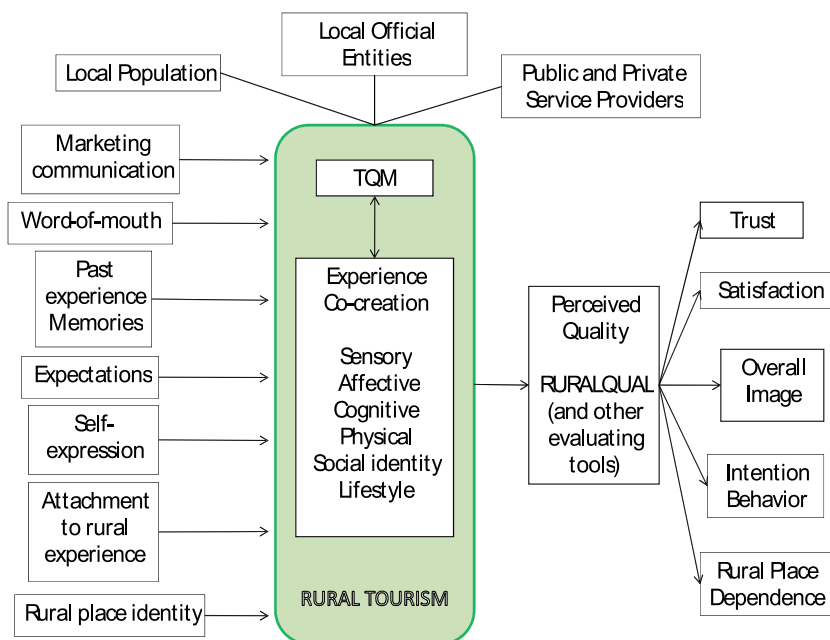 Local Official
Entities
Local Population
Public and Private
Service Providers
Marketing
communication
Word-of-mouth
Past
experience
Memories
Expectations
Self-
expression
Attachment
to rural
experience
Rural place identity
TQM
Experience
Co-creation
Sensory
Affective
Cognitive
Physical
Social identity
Lifestyle
RURAL TOURISM
Perceived
Quality
RURALQUAL
(and other
evaluating
tools)
Trust
Satisfaction
Overall
Image
Intention
Behavior
Rural Place
Dependence